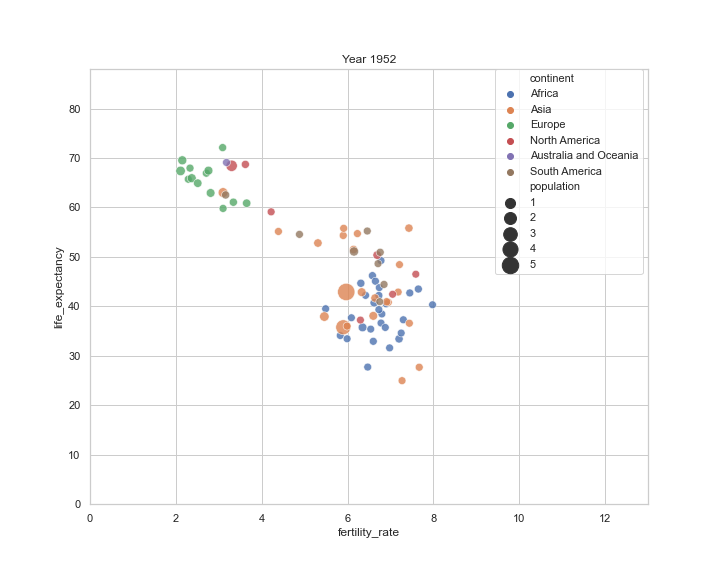 Year 1952
continent
Africa
Asia
Europe
North America
Australia and Oceania
South America
population
1
2
3
4
5
life_expectancy
80
70
60
50
40
30
20
10
0
0 2 4 6 8 10 12
fertility_rate